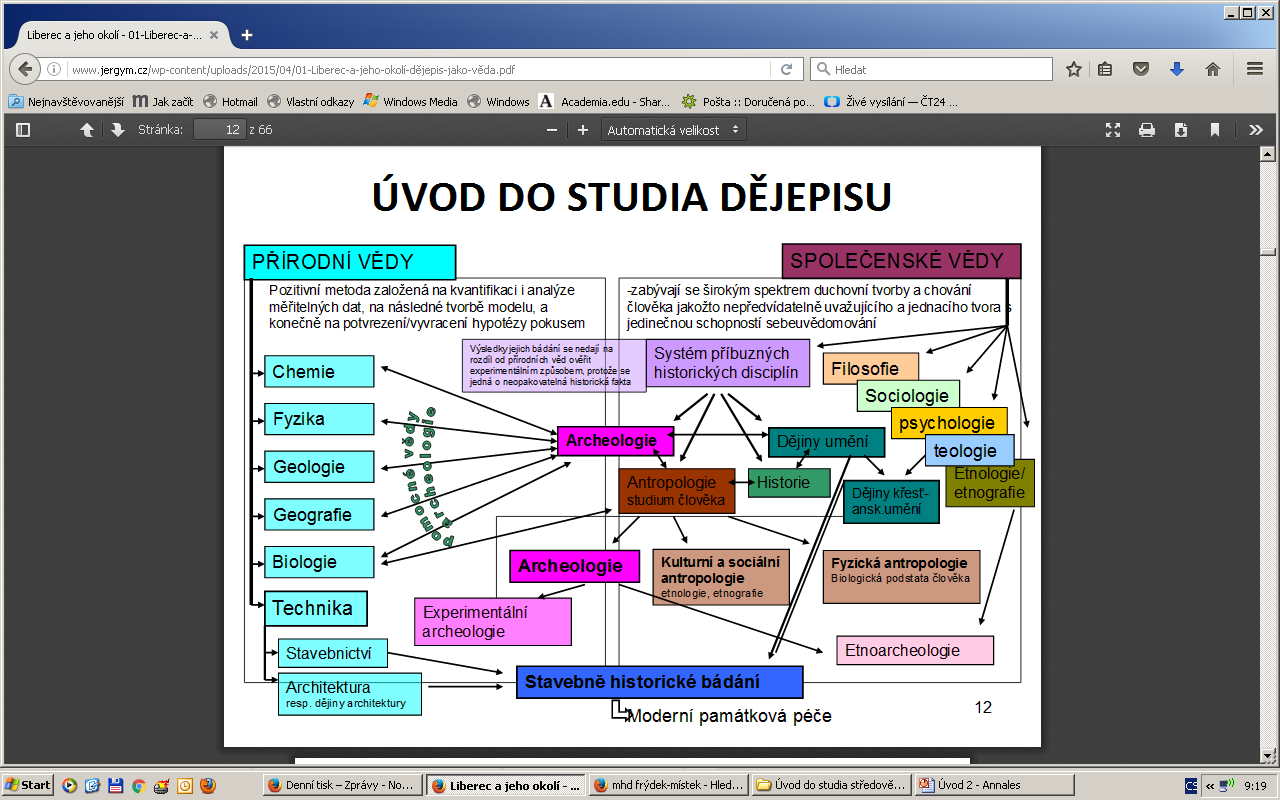 Liberec a jeho okolí - 01-Liberec-a-...
www.jergym.cz/wp-content/uploads/2015/04/01-Liberec-a-jeho-okolí-dějepis-jako-věda.pdf
Hledat
Nejnavštěvovanější
Jak začít
Hotmail
Vlastní odkazy
Windows Media
Windows
Academia.edu - Shar...
Pošta :: Doručená po...
Živé vysílání — ČT24 ...
Stránka: 12 z 66
Automatická velikost
ÚVOD DO STUDIA DĚJEPISU
PŘÍRODNÍ VĚDY
SPOLEČENSKÉ VĚDY
Pozitivní metoda založená na kvantifikaci i analýze
měřitelných dat, na následné tvorbě modelu, a
konečně na potvrezení/vyvracení hypotézy pokusem
-zabývají se širokým spektrem duchovní tvorby a chování
člověka jakožto nepředvídatelně uvažujícího a jednacího tvora s
jedinečnou schopností sebeuvědomování
Výsledky jejich bádání se nedají na
rozdíl od přírodních věd ověřit
experimentálním způsobem, protože se
jedná o neopakovatelná historická fakta
Systém příbuzných
historických disciplín
Filosofie
Sociologie
psychologie
teologie
Etnologie/
etnografie
Chemie
Fyzika
Geologie
Geografie
Biologie
Technika
Stavebnictví
Architektura
resp. dějiny architektury
Pomocné vědy
archeologie
Archeologie
Dějiny umění
Antropologie
studium člověka
Historie
Dějiny křesť-
ansk.umění
Archeologie
Kulturní a sociální
antropologie
etnologie, etnografie
Fyzická antropologie
Biologická podstata člověka
Experimentální
archeologie
Etnoarcheologie
Stavebně historické bádání
Moderní památková péče
12
Start
Denní tisk – Zprávy - No...
Liberec a jeho okolí - ...
mhd frýdek-místek - Hled...
Úvod do studia středově...
Úvod 2 - Annales
CS
9:19